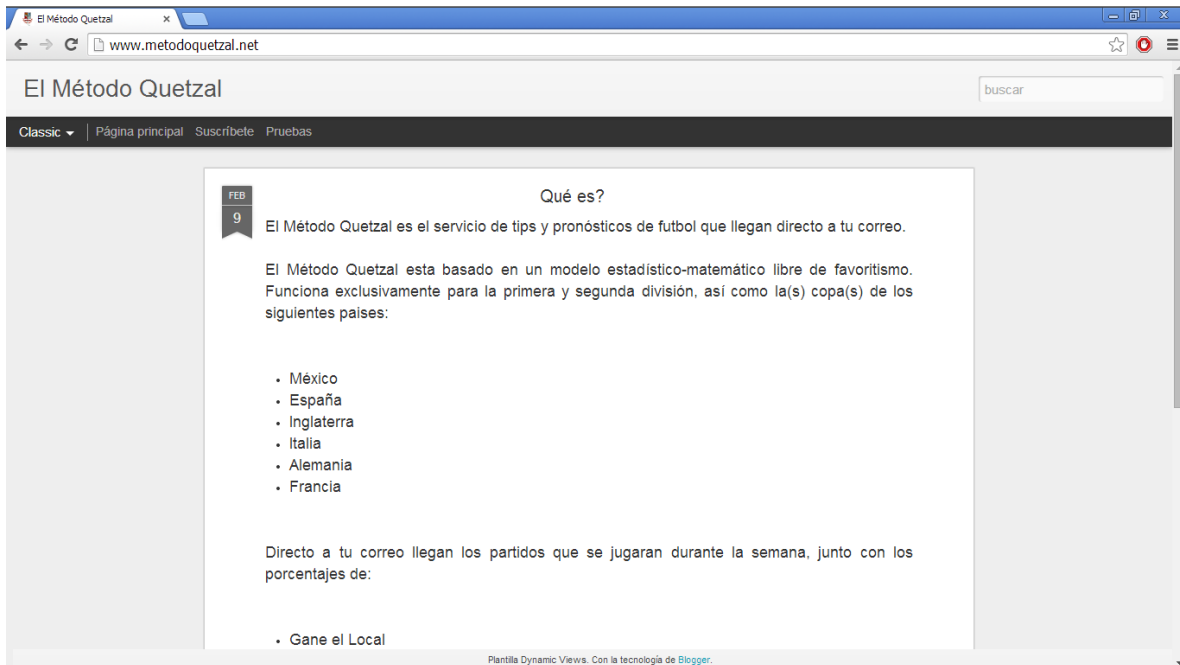 El Método Quetzal
www.metodoquetzal.net
El Método Quetzal
buscar
Classic
Página principal Suscríbete Pruebas
FEB
9
Qué es?
El Método Quetzal es el servicio de tips y pronósticos de futbol que llegan directo a tu correo.
El Método Quetzal esta basado en un modelo estadístico-matemático libre de favoritismo.
Funciona exclusivamente para la primera y segunda división, así como la(s) copa(s) de los
siguientes paises:
• México
• España
• Inglaterra
• Italia
• Alemania
• Francia
Directo a tu correo llegan los partidos que se jugaran durante la semana, junto con los
porcentajes de:
• Gane el Local
Plantilla Dynamic Views. Con la tecnología de Blogger.